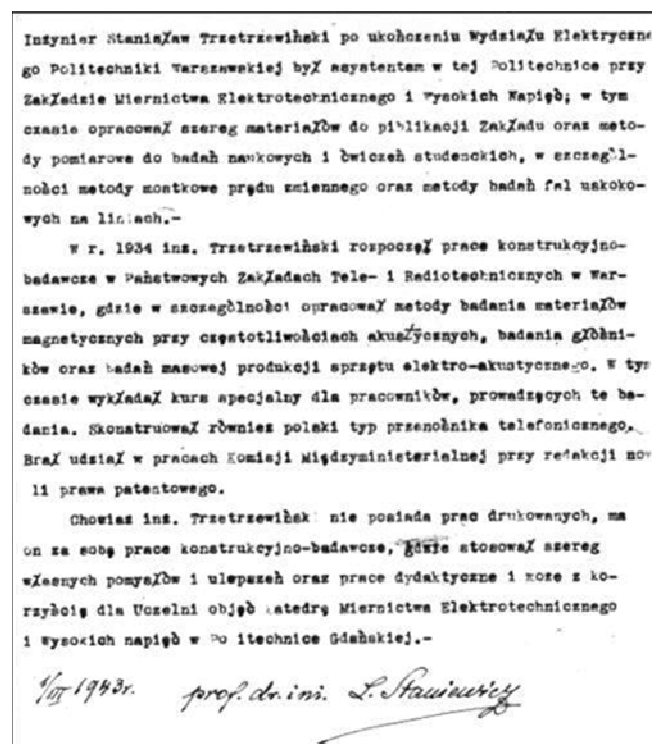 Inżynier Stanisław Trzetrzewiński po ukończeniu Wydziału Elektryczne
go Politechniki Warszawskiej był asystentem w tej Politechnice przy
Zakładzie Miernictwa Elektrotechnicznego i Wysokich Napięć; w tym
czasie opracował szereg materiałów do publikacji Zakładu oraz meto-
dy pomiarowe do badań naukowych i ćwiczeń studenckich, w szczegól-
ności metody mostkowe prądu zmiennego oraz metody badań fal uskoko-
wych na liniach.-
W r. 1934 inż. Trzetrzewiński rozpoczął prace konstrukcyjno-
badawcze w Państwowych Zakładach Tele- i Radiotechnicznych w War-
szawie, gdzie w szczególności opracował metody badania materiałów
magnetycznych przy częstotliwościach akustycznych, badania głośni-
ków oraz badań masowej produkcji sprzętu elektro-akustycznego. W tym
czasie wykładał kurs specjalny dla pracowników, prowadzących te ba-
dania. Skonstruował również polski typ przenośnika telefonicznego.
Brał udział w pracach Komisji Międzyministerialnej przy redakcji now
li prawa patentowego.
Chociaż inż. Trzetrzewiński nie posiada prac drukowanych, ma
on za sobą prace konstrukcyjno-badawcze, gdzie stosował szereg
własnych pomysłów i ulepszeń oraz prace dydaktyczne i może z ko-
rzyścią dla Uczelni objąć katedrę Miernictwa Elektrotechnicznego
i Wysokich napięć w Politechnice Gdańskiej.-
1943r. prof. dr. inż. L. Staniewicz